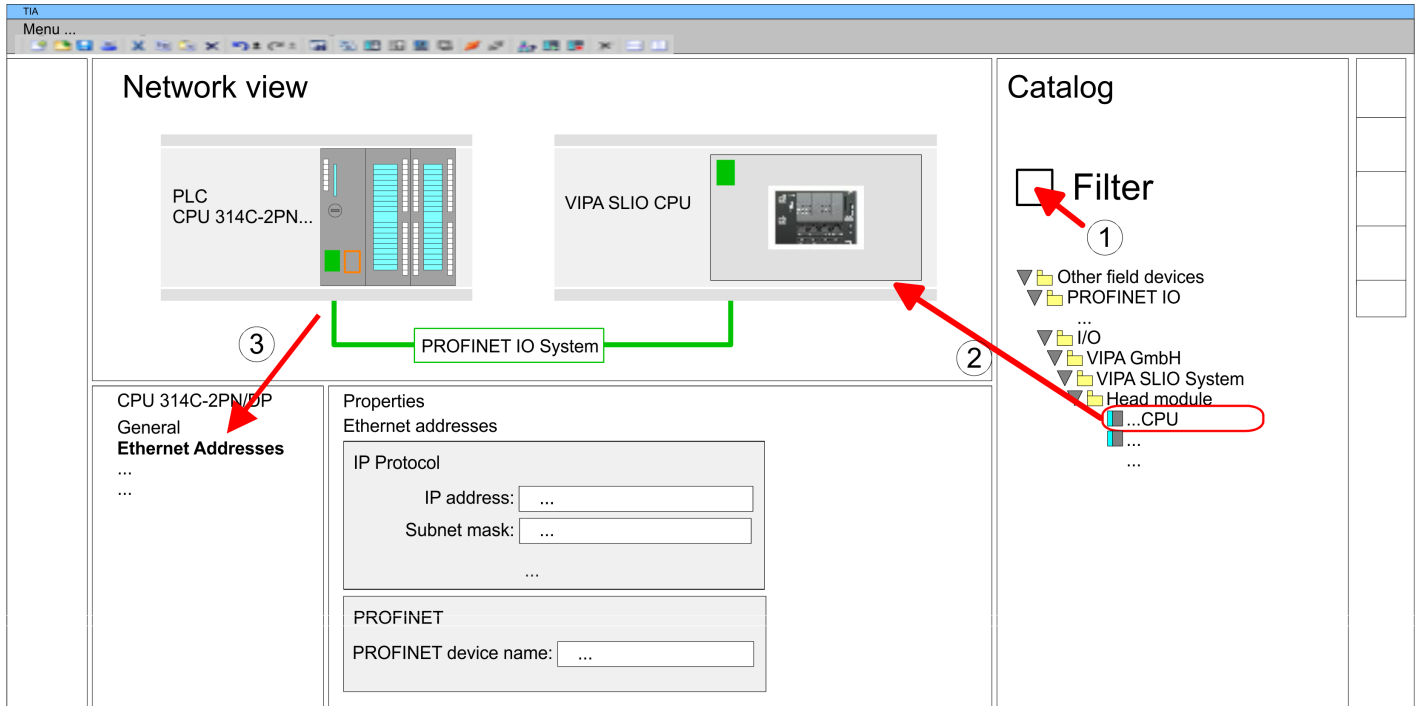 TIA
Menu ...
Network view
PLC
CPU 314C-2PN...
VIPA SLIO CPU
PROFINET IO System
3
2
Catalog
Filter
1
Other field devices
PROFINET IO
...
I/O
VIPA GmbH
VIPA SLIO System
Head module
...CPU
...
...
CPU 314C-2PN/DP
General
Ethernet Addresses
...
...
Properties
Ethernet addresses
IP Protocol
IP address: ...
Subnet mask: ...
...
PROFINET
PROFINET device name: ...